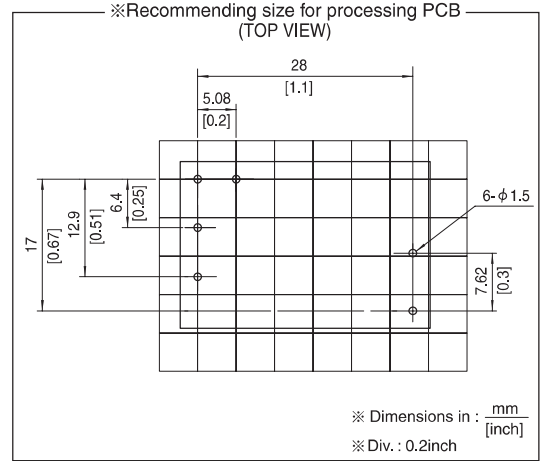 ※Recommending size for processing PCB
(TOP VIEW)
28
[1.1]
5.08
[0.2]
17
[0.67]
12.9
[0.51]
6.4
[0.25]
6-ϕ1.5
7.62
[0.3]
※ Dimensions in : mm
[inch]
※Div. : 0.2inch